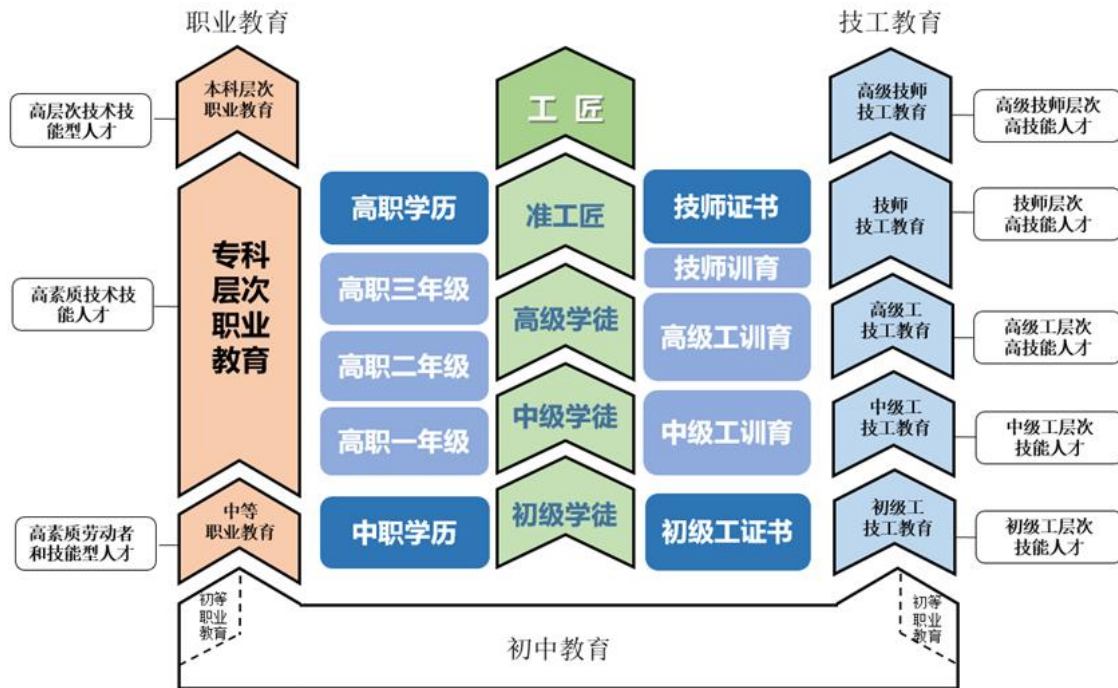 职业教育
技工教育
本科层次
职业教育
高层次技术技
能型人才
工 匠
高级技师
技工教育
高级技师层次
高技能人才
专科
层次
职业
教育
高素质技术技
能人才
高职学历
准工匠
技师证书
技师
技工教育
技师层次
高技能人才
高职三年级
技师训育
高级学徒
高级工训育
高级工
技工教育
高级工层次
高技能人才
高职二年级
高职一年级
中级学徒
中级工训育
中级工
技工教育
中级工层次
技能人才
中等
职业教育
高素质劳动者
和技能型人才
中职学历
初级学徒
初级工证书
初级工
技工教育
初级工层次
技能人才
初等
职业
教育
初中教育
初等
职业
教育